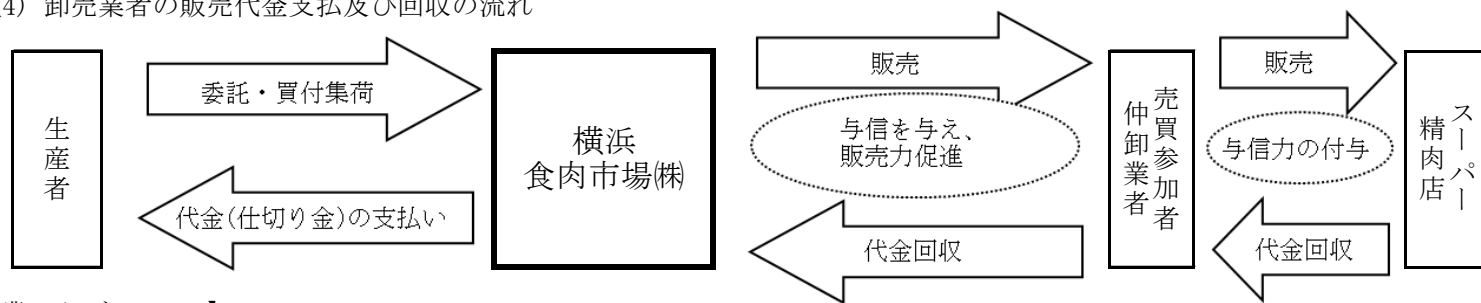 (4) 卸売業者の販売代金支払及び回収の流れ
生産者
委託・買付集荷
代金(仕切り金)の支払い
横浜
食肉市場㈱
販売
与信を与え、
販売力促進
代金回収
売買参加者
仲卸業者
販売
与信力の付与
代金回収
スーパー
精肉店